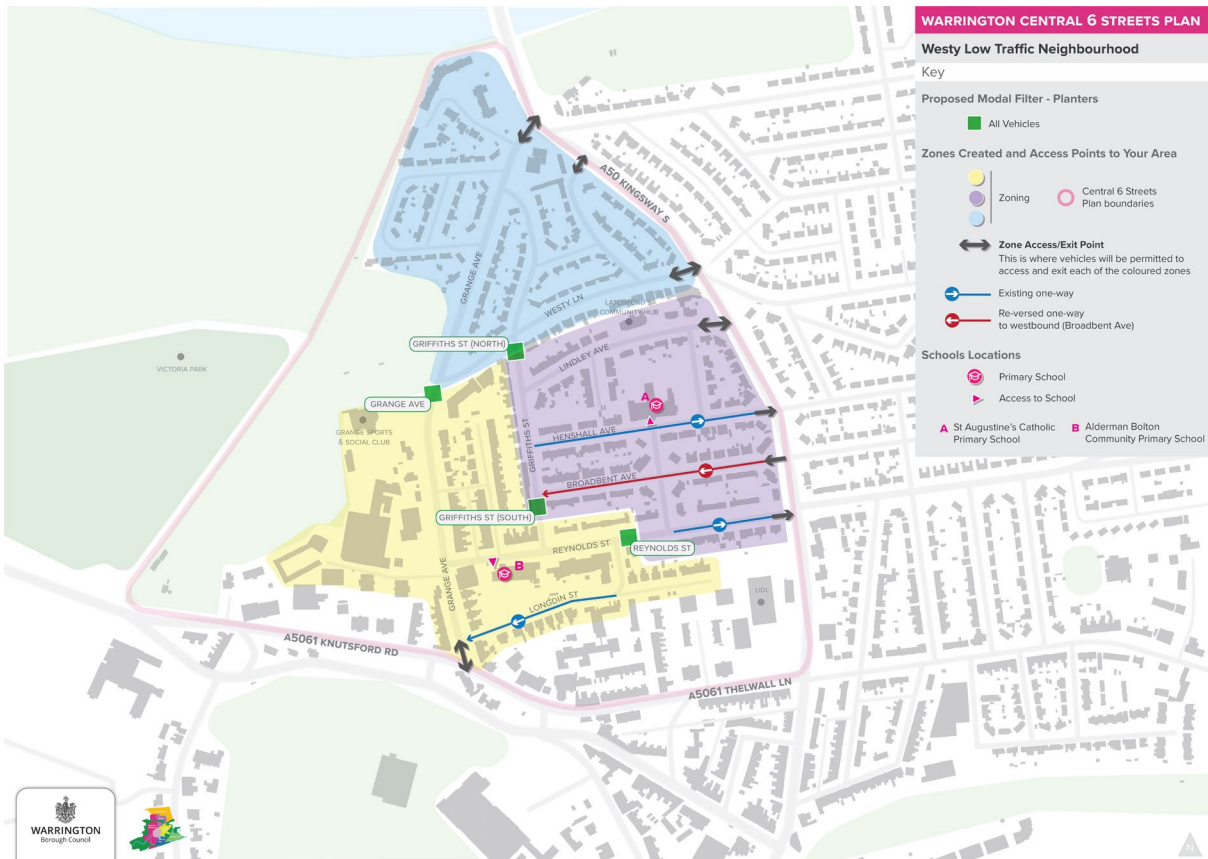 WARRINGTON CENTRAL 6 STREETS PLAN
Westy Low Traffic Neighbourhood
Key
Proposed Modal Filter - Planters
All Vehicles
Zones Created and Access Points to Your Area
Zoning
Central 6 Streets
Plan boundaries
Zone Access/Exit Point
This is where vehicles will be permitted to
access and exit each of the coloured zones
Existing one-way
Re-versed one-way
to westbound (Broadbent Ave)
Schools Locations
Primary School
Access to School
A St Augustine's Catholic
Primary School
B Alderman Bolton
Community Primary School
A50 KINGSWAY S
GRANGE AVE
WESTY LN
LATCHFORD'S
COMMUNITY HUB
GRIFFITHS ST (NORTH)
LINDLEY AVE
VICTORIA PARK
GRANGE AVE
A
GRANGE SPORTS
& SOCIAL CLUB
GRIFFITHS ST
HENSHALL AVE
BROADBENT AVE
GRIFFITHS ST (SOUTH)
REYNOLDS ST
REYNOLDS ST
B
GRANGE AVE
LONGDIN ST
UDL
A5061 KNUTSFORD RD
A5061 THELWALL LN
WARRINGTON
Borough Council
N